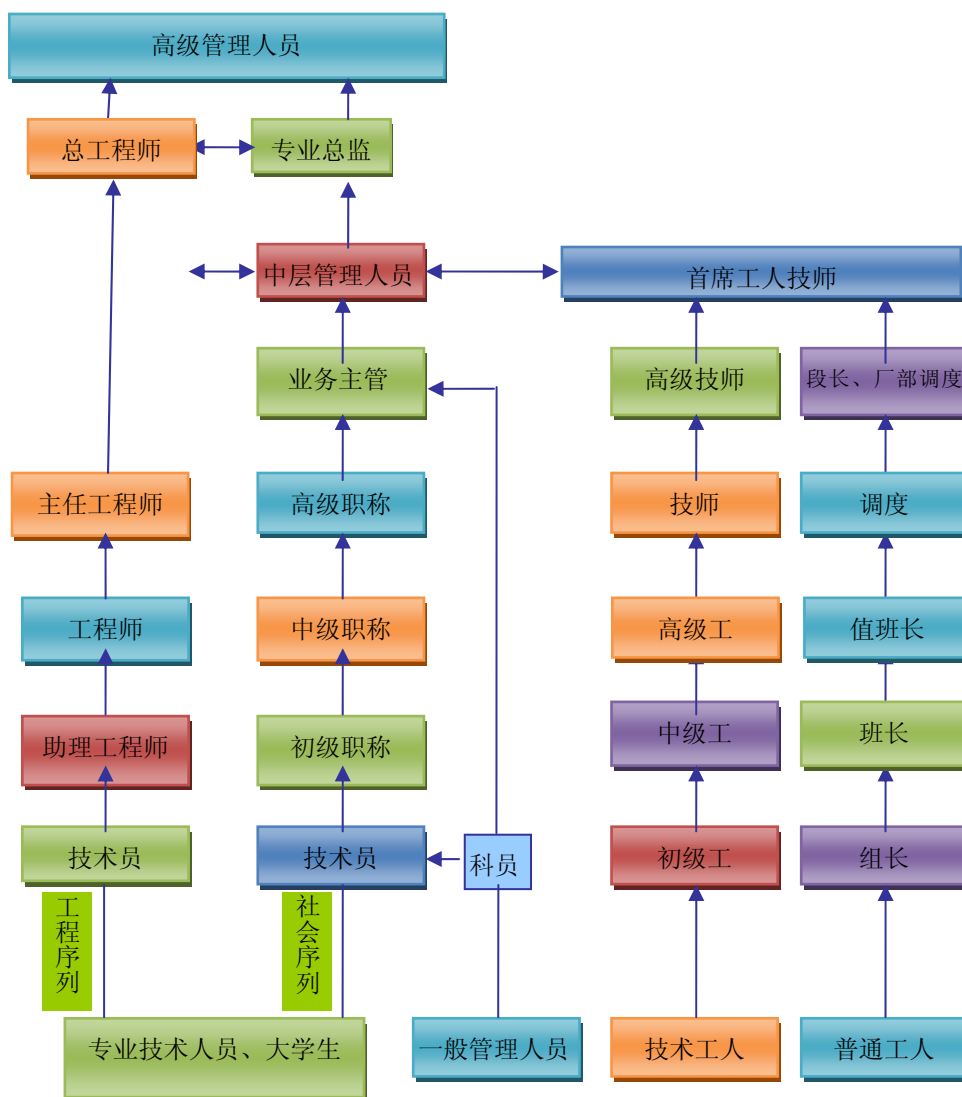 高级管理人员
总工程师
专业总监
中层管理人员
首席工人技师
业务主管
高级技师
段长、厂部调度
主任工程师
高级职称
技师
调度
工程师
中级职称
高级工
值班长
助理工程师
初级职称
中级工
班长
技术员
技术员
科员
初级工
组长
工程序列
社会序列
专业技术人员、大学生
一般管理人员
技术工人
普通工人